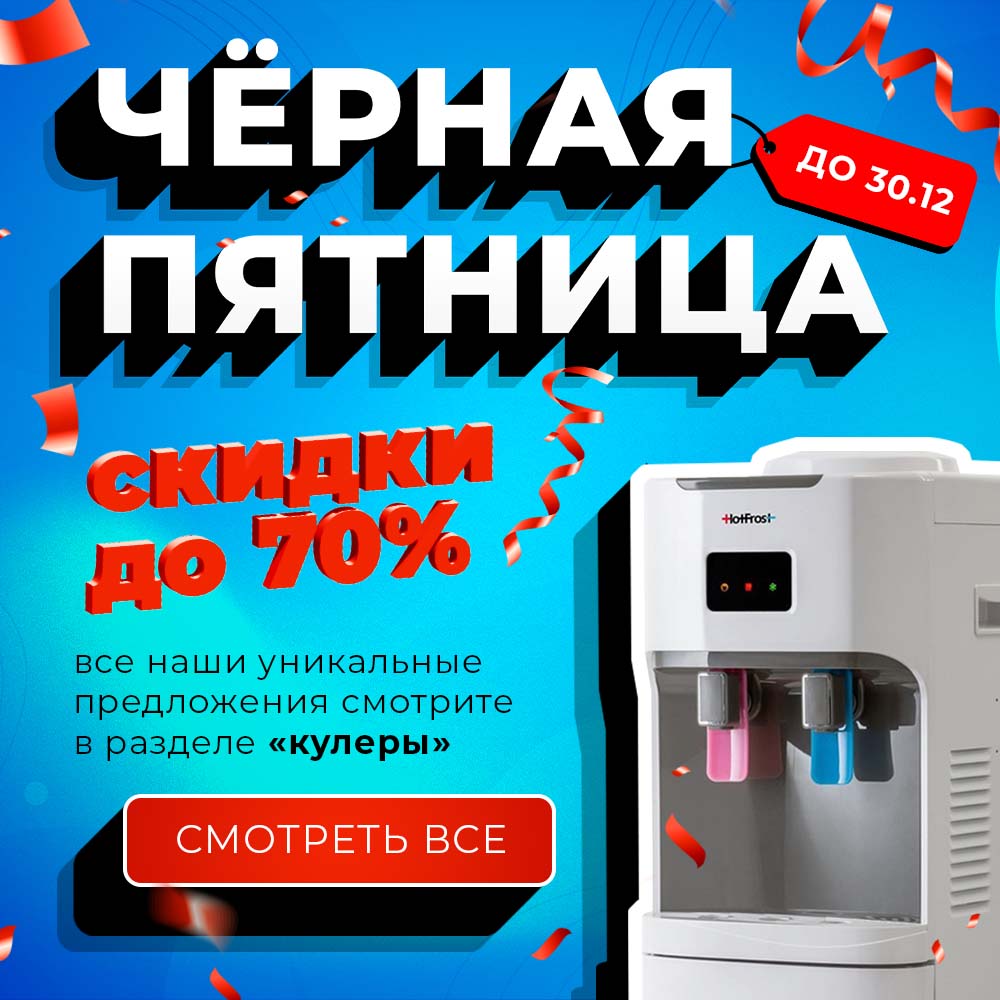 ЧЁРНАЯ
ДО 30.12
ПЯТНИЦА
скидки
до 70%
HotFrost
все наши уникальные
предложения смотрите
в разделе «кулеры»
СМОТРЕТЬ ВСЕ